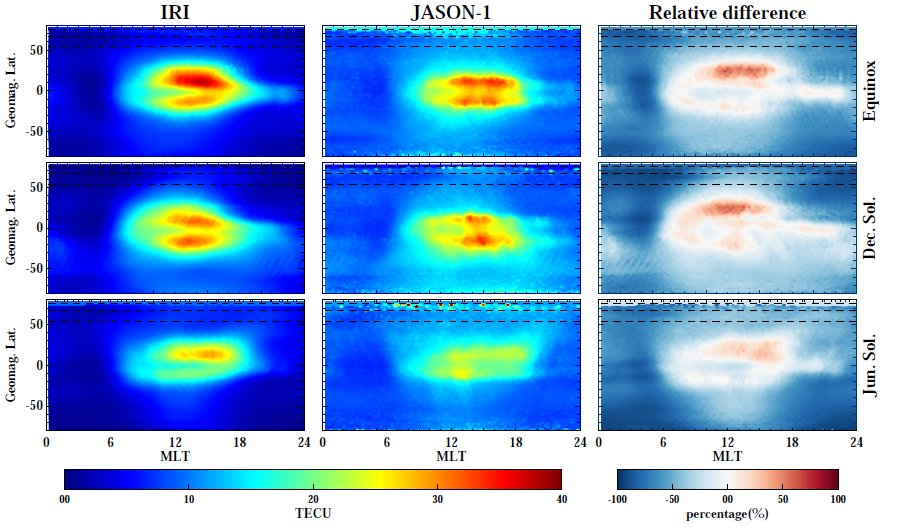 IRI JASON-1 Relative difference
Geomag. Lat. 50 0 -50 Equinox
Geomag. Lat. 50 0 -50 Dec. Sol.
Geomag. Lat. 50 0 -50 Jun. Sol.
0 6 12 18 24 0 6 12 18 24 0 6 12 18 24
MLT MLT MLT
00 10 20 30 40 -100 -50 00 50 100
TECU percentage(%)